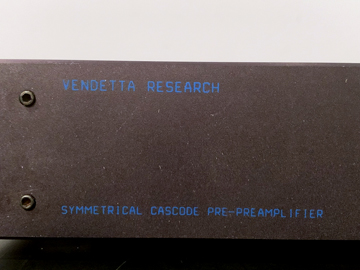 VENDETTA RESEARCH
SYMMETRICAL CASCODE PRE-PREAMPLIFIER